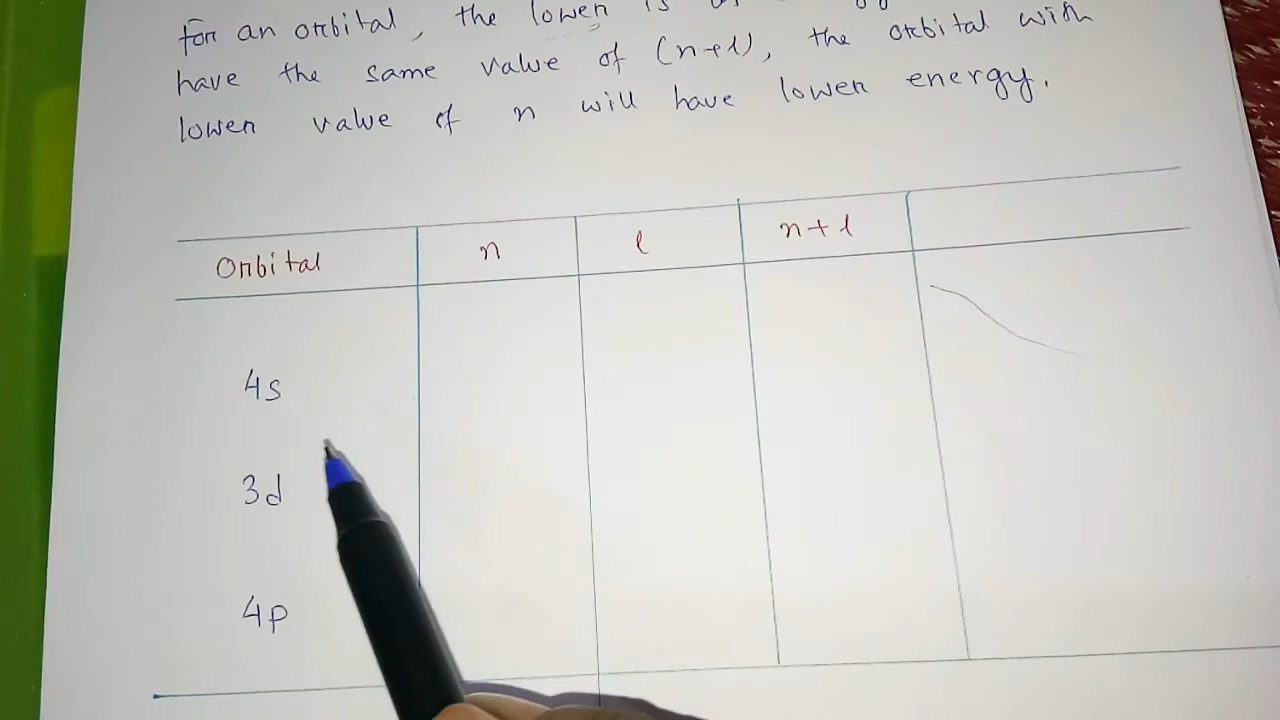 for an orbital, the lower is
have the same value of (n+l), the orbital with
lower value of n will have lower energy.
Orbital n l n+l
4s
3d
4p